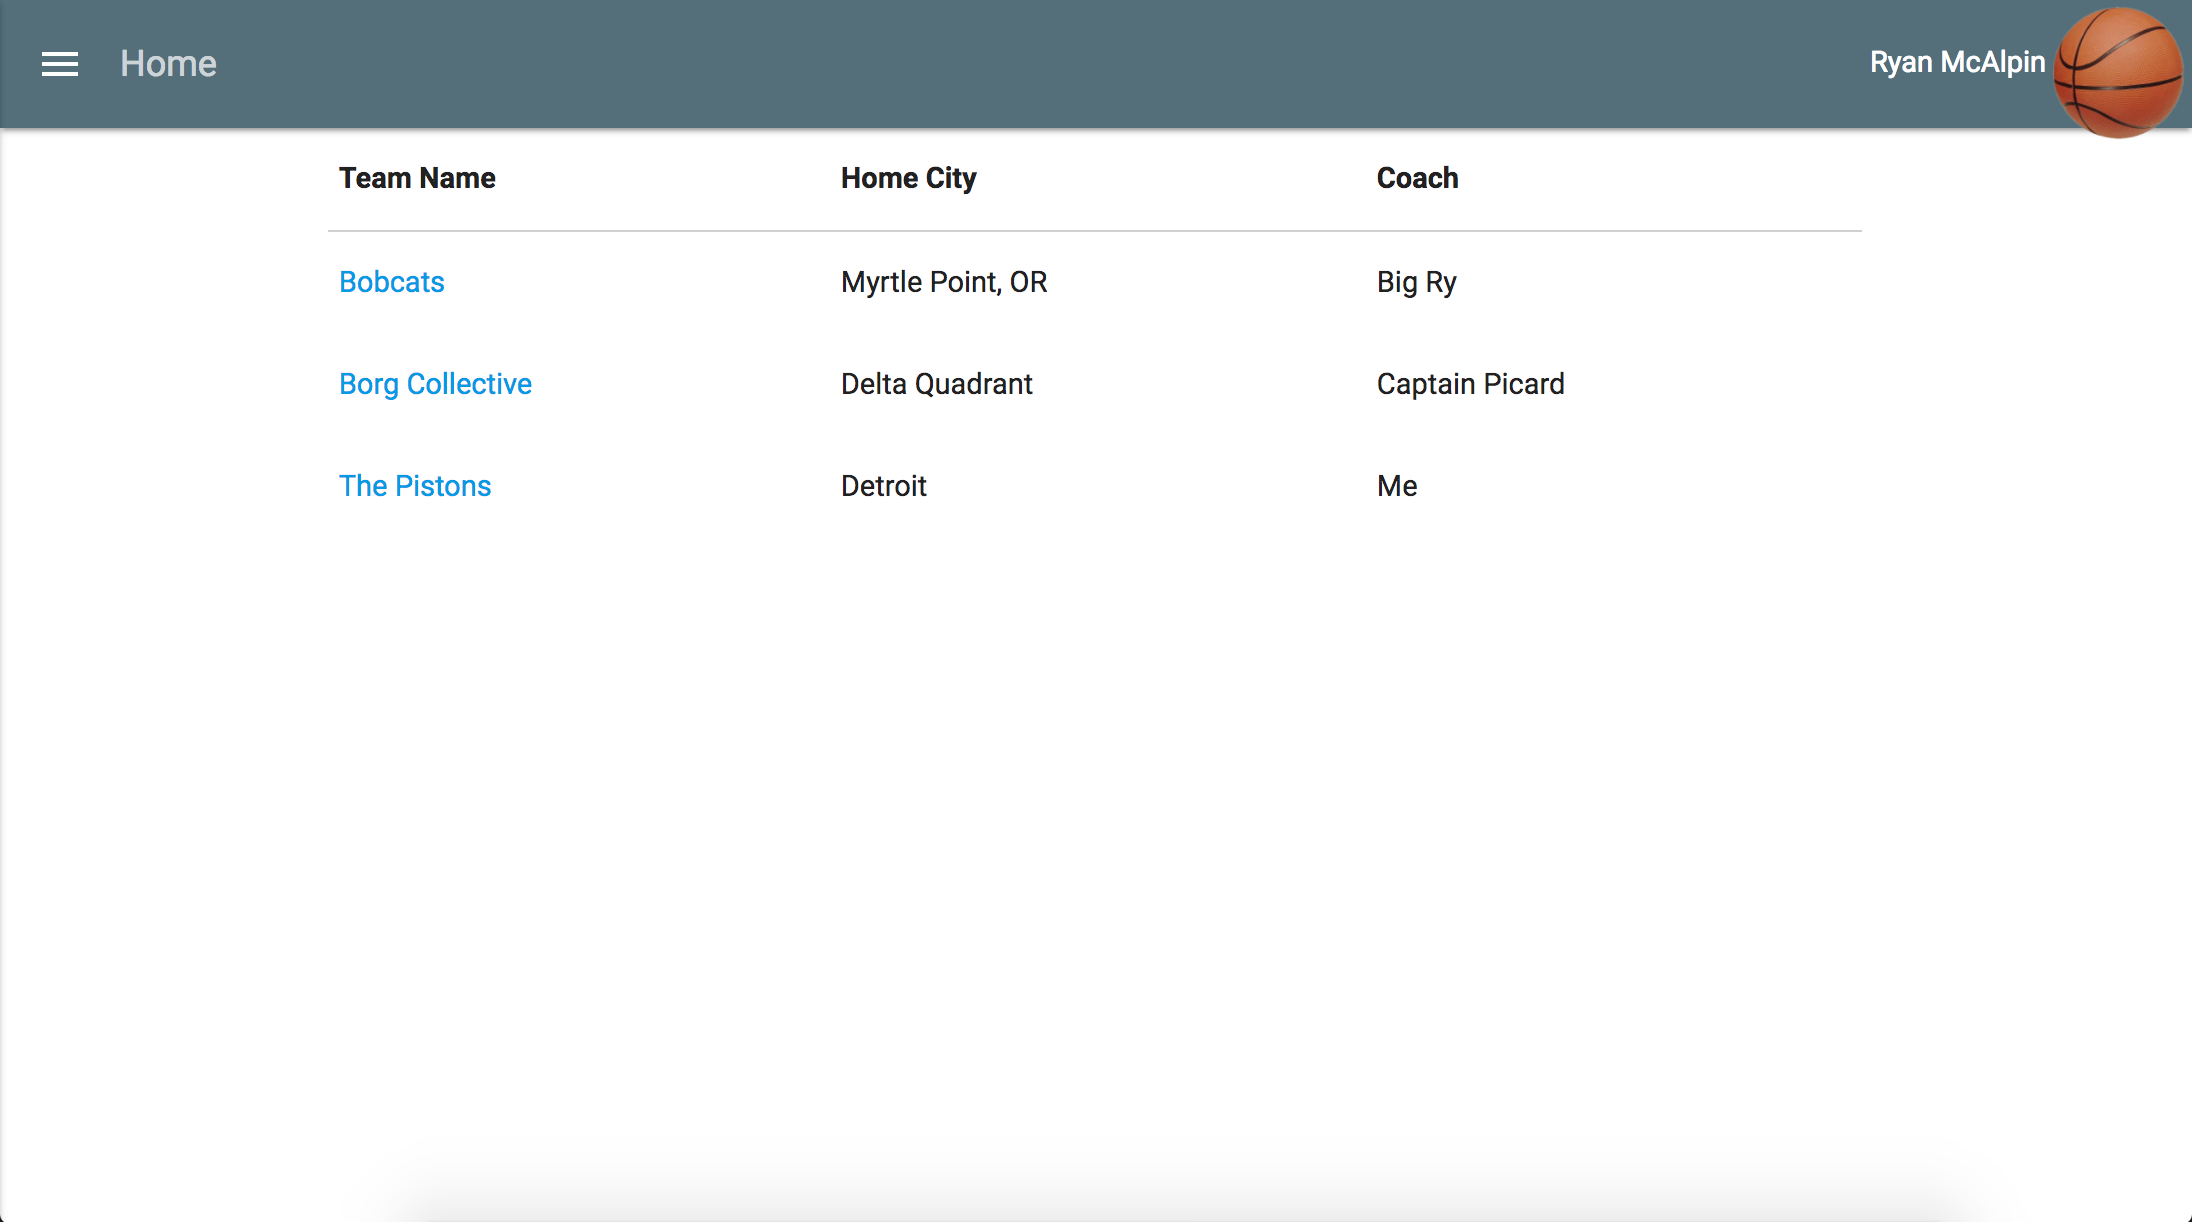 Home
Ryan McAlpin
Team Name Home City Coach
Bobcats Myrtle Point, OR Big Ry
Borg Collective Delta Quadrant Captain Picard
The Pistons Detroit Me